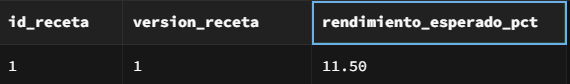 id_receta version_receta rendimiento_esperado_pct
1 1 11.50